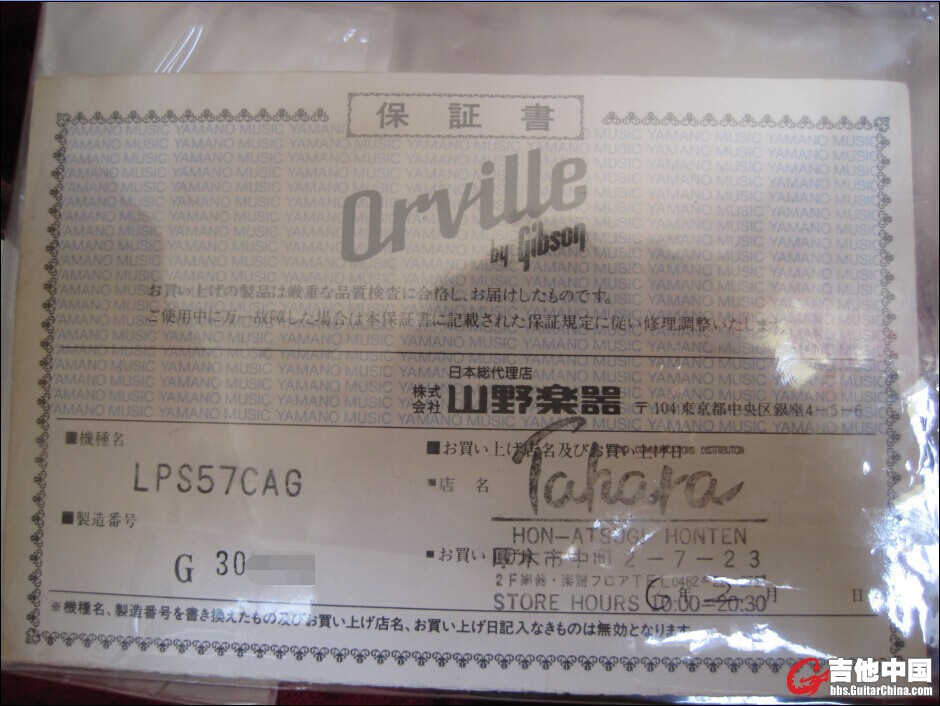 保証書
YAMANO MUSIC YAMANO MUSIC YAMANO MUSIC YAMANO MUSIC
Orville
by Gibson
お買い上げの製品は厳重な品質検査に合格し、お届けしたものです。
ご使用中に万一故障した場合は本保証書に記載された保証規定に従い修理調整いたします
日本総代理店
株式会社 山野楽器 〒104 東京都中央区銀座4-5-6
■機種名
LPS57CAG
■製造番号
G 30
■お買い上げ店名及びお買い上げ日
■店 名
Tahara
HON-ATSUGI HONTEN
■お買い
厚木市中町2-7-23
2F楽器・楽譜フロア TEL0462
6年 2月 日
STORE HOURS 10:00-20:30
※機種名、製造番号を書き換えたもの及びお買い上げ店名、お買い上げ日記入なきものは無効となります
吉他中国
bbs.GuitarChina.com